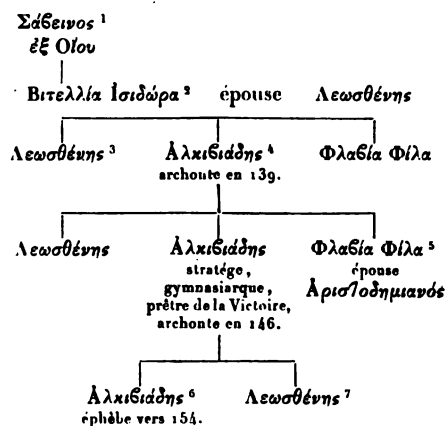 Σάβεινος ¹
ἐξ Οἴου
Βιτελλία Ἰσιδώρα ² épouse Λεωσθένης
Λεωσθένης ³ Ἀλκιβιάδης ⁴ Φλαβία Φίλα
archonte en 139.
Λεωσθένης Ἀλκιβιάδης Φλαβία Φίλα ⁵
stratége, épouse
gymnasiarque, Ἀριστοδημιανός
prêtre de la Victoire,
archonte en 146.
Ἀλκιβιάδης ⁶ Λεωσθένης ⁷
éphèbe vers 154.